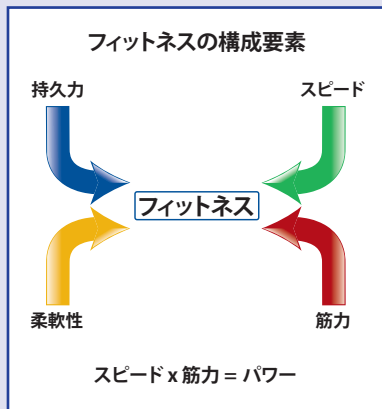 フィットネスの構成要素
持久力
スピード
フィットネス
柔軟性
筋力
スピード x 筋力 = パワー